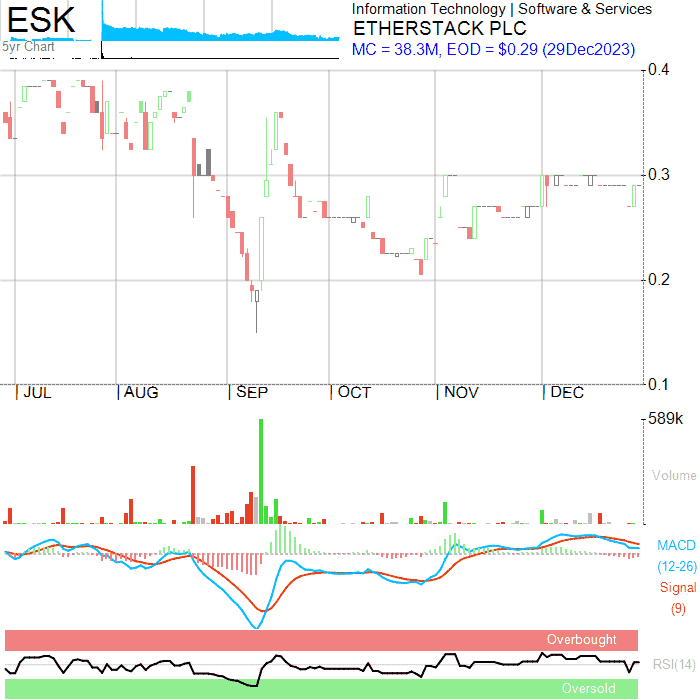 ESK
5yr Chart
Information Technology | Software & Services
ETHERSTACK PLC
MC = 38.3M, EOD = $0.29 (29Dec2023)
0.4
0.3
0.2
0.1
| JUL | AUG | SEP | OCT | NOV | DEC
589k
Volume
MACD
(12-26)
Signal
(9)
Overbought
RSI(14)
Oversold